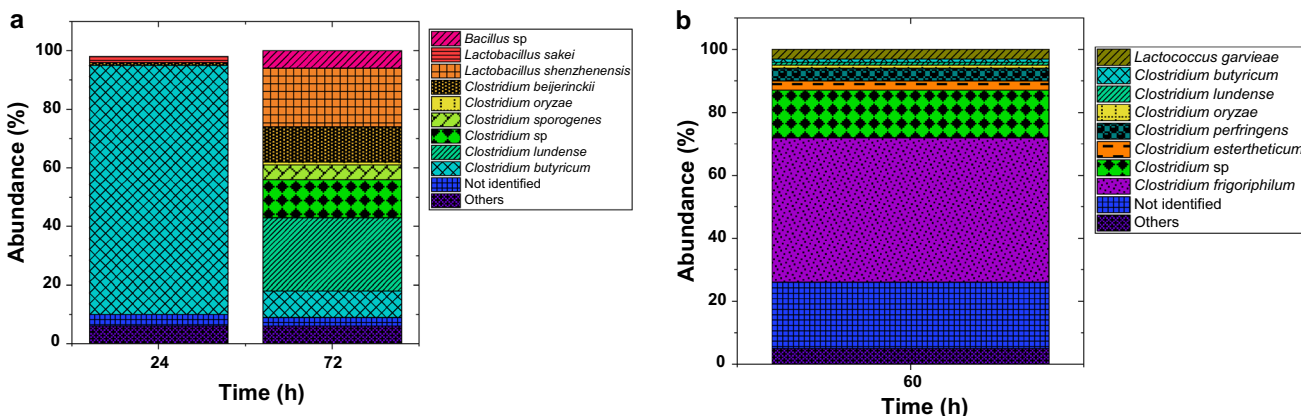 a
Abundance (%)
100
80
60
40
20
0
24
72
Time (h)
Bacillus sp
Lactobacillus sakei
Lactobacillus shenzhenensis
Clostridium beijerinckii
Clostridium oryzae
Clostridium sporogenes
Clostridium sp
Clostridium lundense
Clostridium butyricum
Not identified
Others
b
Abundance (%)
100
80
60
40
20
0
60
Time (h)
Lactococcus garvieae
Clostridium butyricum
Clostridium lundense
Clostridium oryzae
Clostridium perfringens
Clostridium estertheticum
Clostridium sp
Clostridium frigoriphilum
Not identified
Others